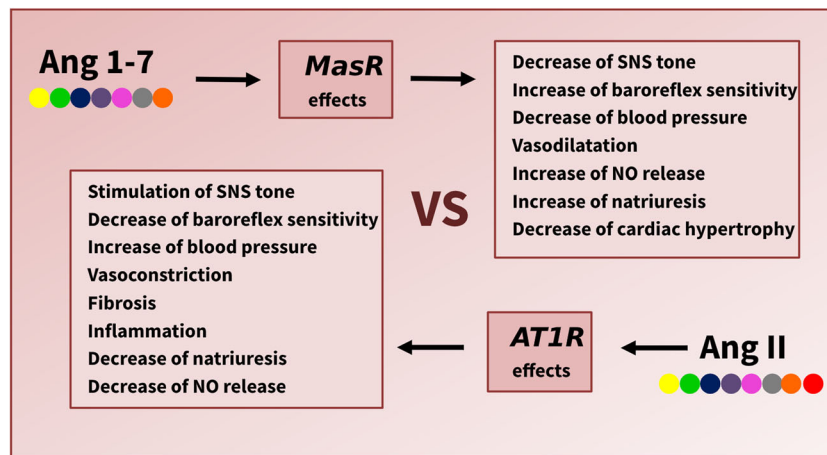 Ang 1-7
MasR
effects
Decrease of SNS tone
Increase of baroreflex sensitivity
Decrease of blood pressure
Vasodilatation
Increase of NO release
Increase of natriuresis
Decrease of cardiac hypertrophy
VS
Stimulation of SNS tone
Decrease of baroreflex sensitivity
Increase of blood pressure
Vasoconstriction
Fibrosis
Inflammation
Decrease of natriuresis
Decrease of NO release
AT1R
effects
Ang II